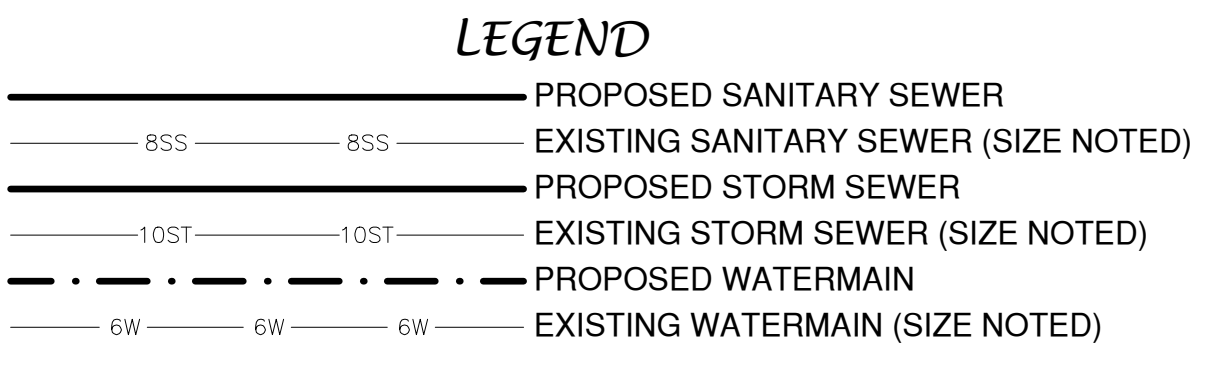 LEGEND
PROPOSED SANITARY SEWER
8SS 8SS EXISTING SANITARY SEWER (SIZE NOTED)
PROPOSED STORM SEWER
10ST 10ST EXISTING STORM SEWER (SIZE NOTED)
PROPOSED WATERMAIN
6W 6W 6W EXISTING WATERMAIN (SIZE NOTED)